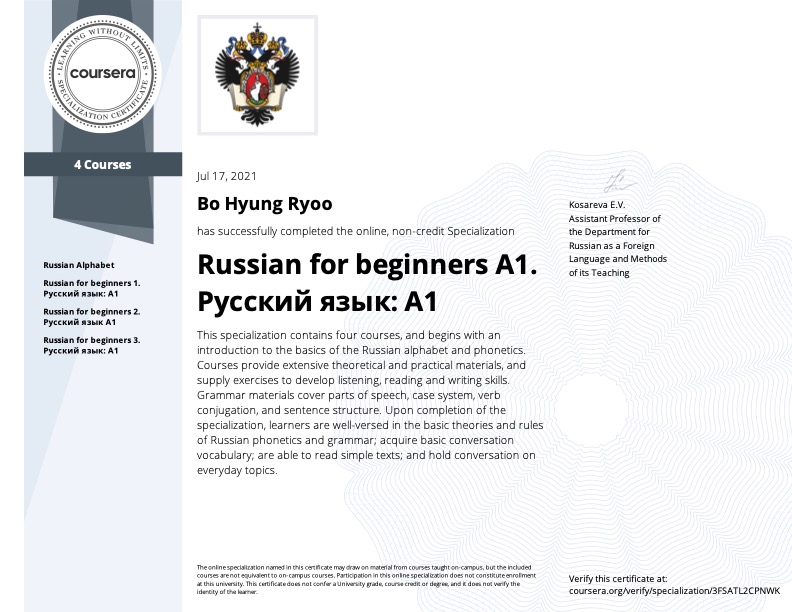 LEARNING WITHOUT LIMITS
coursera
SPECIALIZATION CERTIFICATE
4 Courses
Russian Alphabet
Russian for beginners 1.
Русский язык: A1
Russian for beginners 2.
Русский язык A1
Russian for beginners 3.
Русский язык: A1
Jul 17, 2021
Bo Hyung Ryoo
has successfully completed the online, non-credit Specialization
Russian for beginners A1.
Русский язык: A1
This specialization contains four courses, and begins with an
introduction to the basics of the Russian alphabet and phonetics.
Courses provide extensive theoretical and practical materials, and
supply exercises to develop listening, reading and writing skills.
Grammar materials cover parts of speech, case system, verb
conjugation, and sentence structure. Upon completion of the
specialization, learners are well-versed in the basic theories and rules
of Russian phonetics and grammar; acquire basic conversation
vocabulary; are able to read simple texts; and hold conversation on
everyday topics.
Kosareva E.V.
Assistant Professor of
the Department for
Russian as a Foreign
Language and Methods
of its Teaching
The online specialization named in this certificate may draw on material from courses taught on-campus, but the included
courses are not equivalent to on-campus courses. Participation in this online specialization does not constitute enrollment
at this university. This certificate does not confer a University grade, course credit or degree, and it does not verify the
identity of the learner.
Verify this certificate at:
coursera.org/verify/specialization/3FSATL2CPNWK